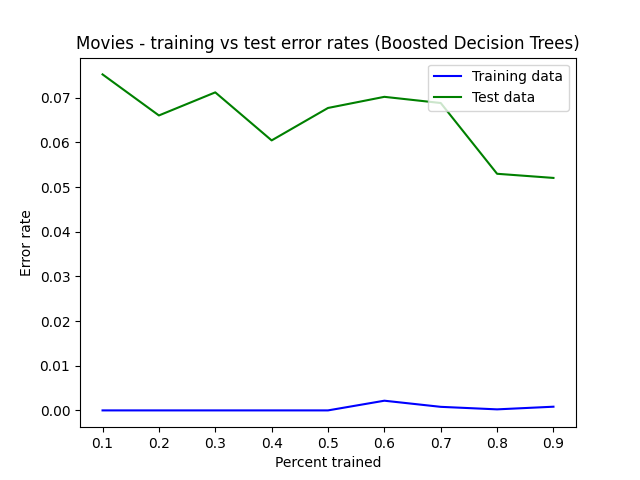 Movies - training vs test error rates (Boosted Decision Trees)
Training data
Test data
0.07
0.06
0.05
0.04
0.03
0.02
0.01
0.00
Error rate
0.1 0.2 0.3 0.4 0.5 0.6 0.7 0.8 0.9
Percent trained